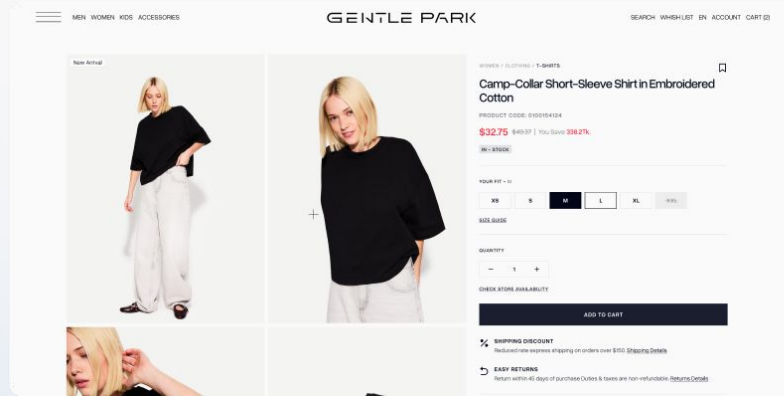 MEN WOMEN KIDS ACCESSORIES
GENTLE PARK
SEARCH WHISH LIST EN ACCOUNT CART (2)
New Arrival
WOMEN / CLOTHING / T-SHIRTS
Camp-Collar Short-Sleeve Shirt in Embroidered
Cotton
PRODUCT CODE: 0100154124
$32.75 | You Save 338.2Tk.
IN - STOCK
YOUR FIT - M
XS S M L XL XXL
SIZE GUIDE
QUANTITY
− 1 +
CHECK STORE AVAILABILITY
ADD TO CART
SHIPPING DISCOUNT
Reduced rate express shipping on orders over $150. Shipping Details
EASY RETURNS
Return within 45 days of purchase Duties & taxes are non-refundable. Returns Details